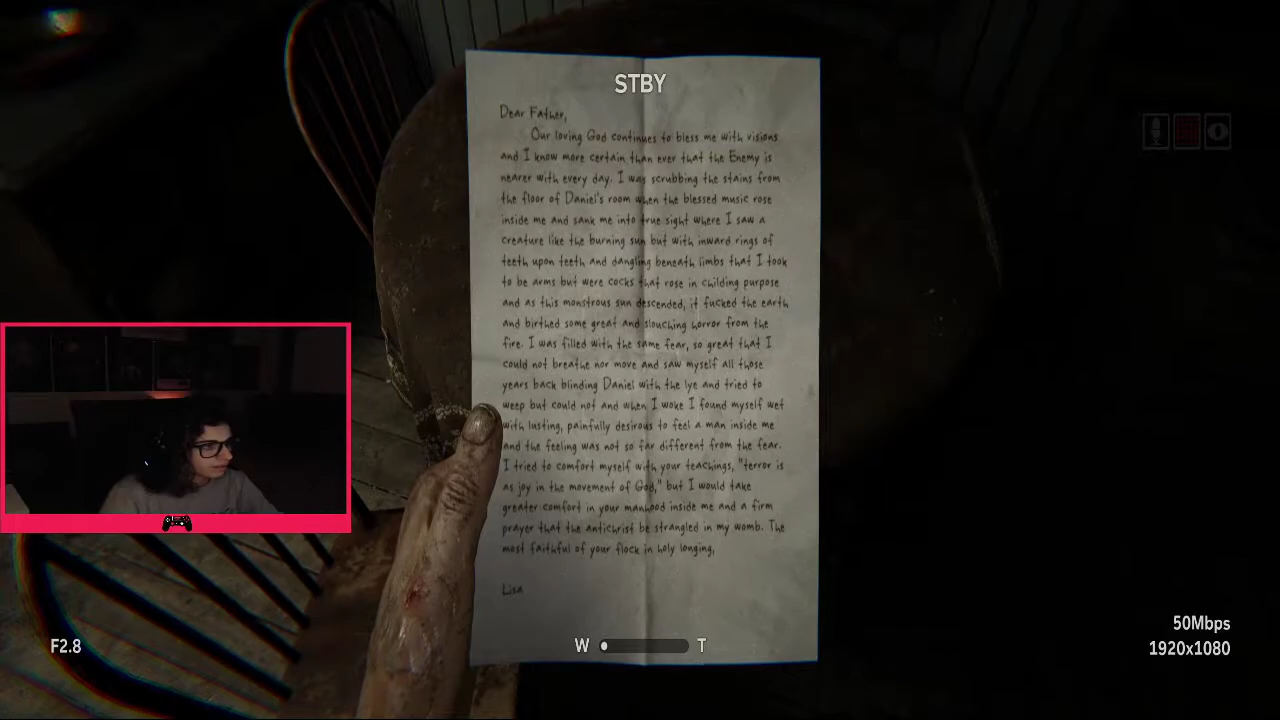 STBY
Dear Father,
Our loving God continues to bless me with visions
and I know more certain than ever that the Enemy is
nearer with every day. I was scrubbing the stains from
the floor of Daniel's room when the blessed music rose
inside me and sank me into true sight where I saw a
creature like the burning sun but with inward rings of
teeth upon teeth and dangling beneath limbs that I took
to be arms but were cocks that rose in childing purpose
and as this monstrous sun descended, it fucked the earth
and birthed some great and slouching horror from the
fire. I was filled with the same fear, so great that I
could not breathe nor move and saw myself all those
years back blinding Daniel with the lye and tried to
weep but could not and when I woke I found myself wet
with lusting, painfully desirous to feel a man inside me
and the feeling was not so far different from the fear.
I tried to comfort myself with your teachings, "terror is
as joy in the movement of God," but I would take
greater comfort in your manhood inside me and a firm
prayer that the antichrist be strangled in my womb. The
most faithful of your flock in holy longing,
Lisa
F2.8
W T
50Mbps
1920x1080